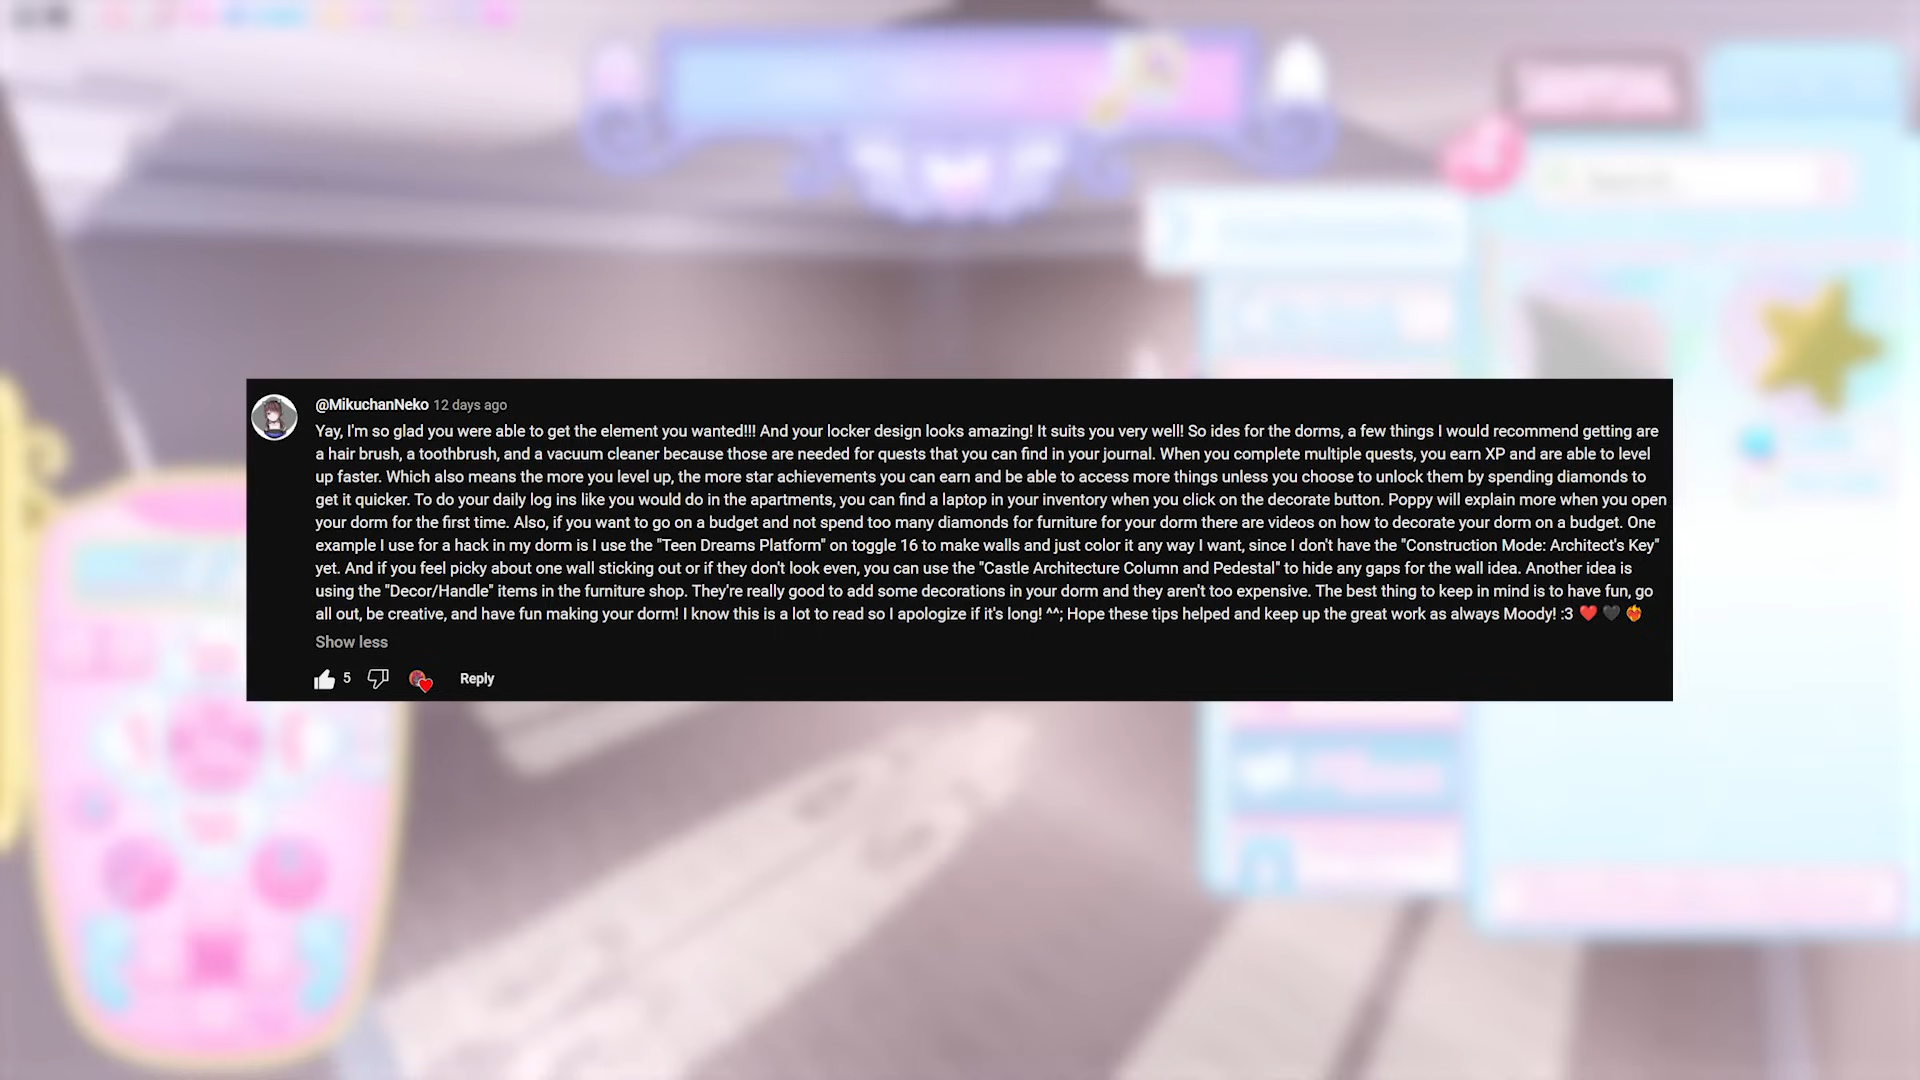 @MikuchanNeko 12 days ago
Yay, I'm so glad you were able to get the element you wanted!!! And your locker design looks amazing! It suits you very well! So ides for the dorms, a few things I would recommend getting are
a hair brush, a toothbrush, and a vacuum cleaner because those are needed for quests that you can find in your journal. When you complete multiple quests, you earn XP and are able to level
up faster. Which also means the more you level up, the more star achievements you can earn and be able to access more things unless you choose to unlock them by spending diamonds to
get it quicker. To do your daily log ins like you would do in the apartments, you can find a laptop in your inventory when you click on the decorate button. Poppy will explain more when you open
your dorm for the first time. Also, if you want to go on a budget and not spend too many diamonds for furniture for your dorm there are videos on how to decorate your dorm on a budget. One
example I use for a hack in my dorm is I use the "Teen Dreams Platform" on toggle 16 to make walls and just color it any way I want, since I don't have the "Construction Mode: Architect's Key"
yet. And if you feel picky about one wall sticking out or if they don't look even, you can use the "Castle Architecture Column and Pedestal" to hide any gaps for the wall idea. Another idea is
using the "Decor/Handle" items in the furniture shop. They're really good to add some decorations in your dorm and they aren't too expensive. The best thing to keep in mind is to have fun, go
all out, be creative, and have fun making your dorm! I know this is a lot to read so I apologize if it's long! ^^; Hope these tips helped and keep up the great work as always Moody! :3 ❤️ 🖤 ❤️‍🔥
Show less
5 Reply